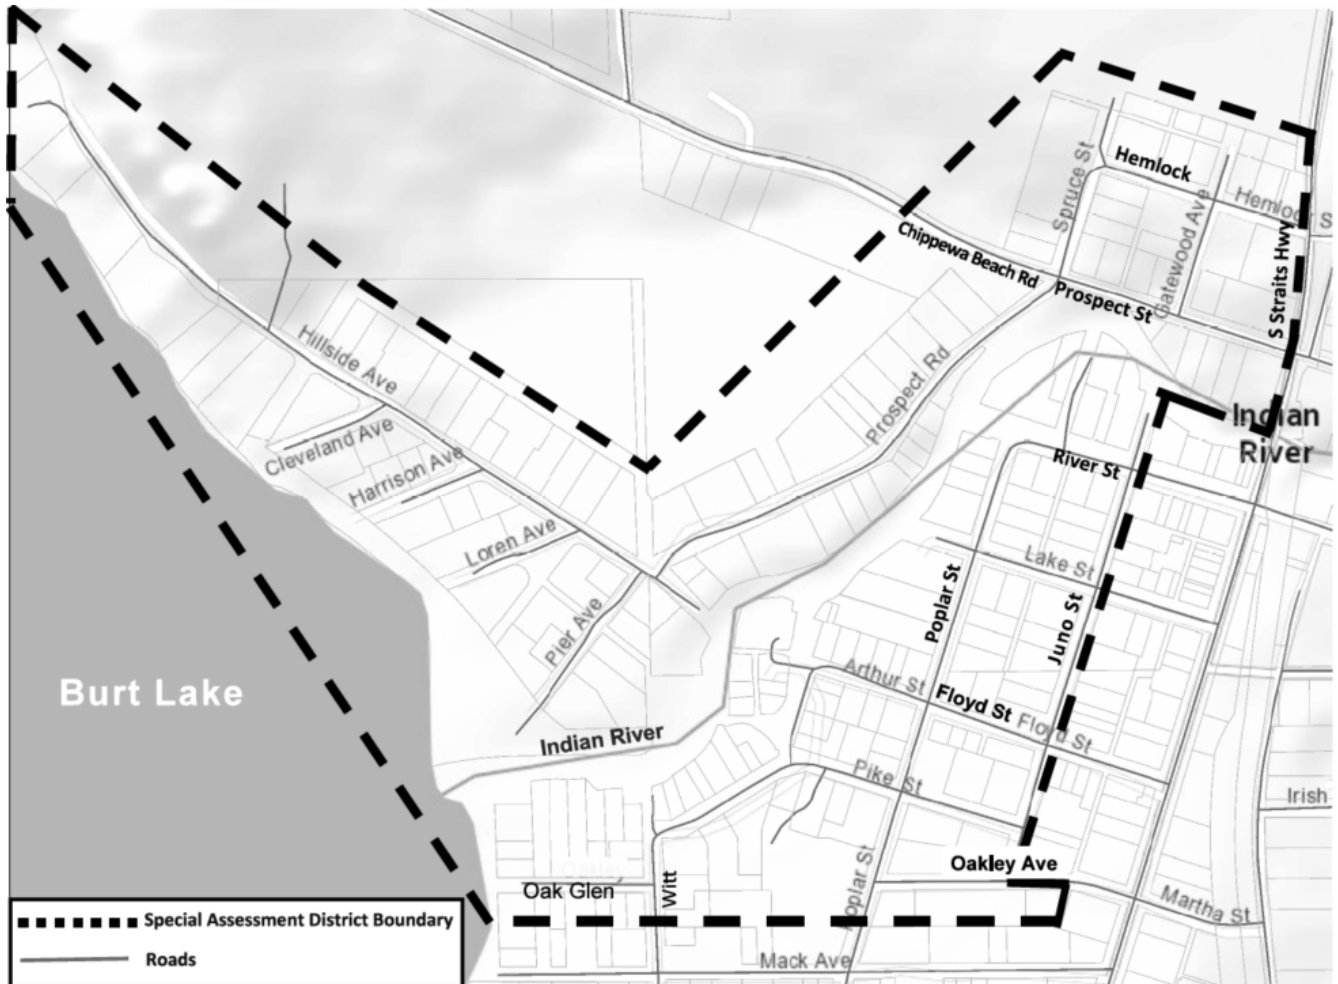 Hemlock
Hemlock S
Spruce St
Gatewood Ave
S Straits Hwy
Chippewa Beach Rd
Prospect St
Hillside Ave
Prospect Rd
Cleveland Ave
Harrison Ave
Indian
River
River St
Loren Ave
Lake St
Pier Ave
Poplar St
Juno St
Burt Lake
Arthur St
Floyd St
Floyd St
Indian River
Pike St
Irish
Oakley
Oakley Ave
Oak Glen
Witt
Poplar St
Martha St
Special Assessment District Boundary
Roads
Mack Ave